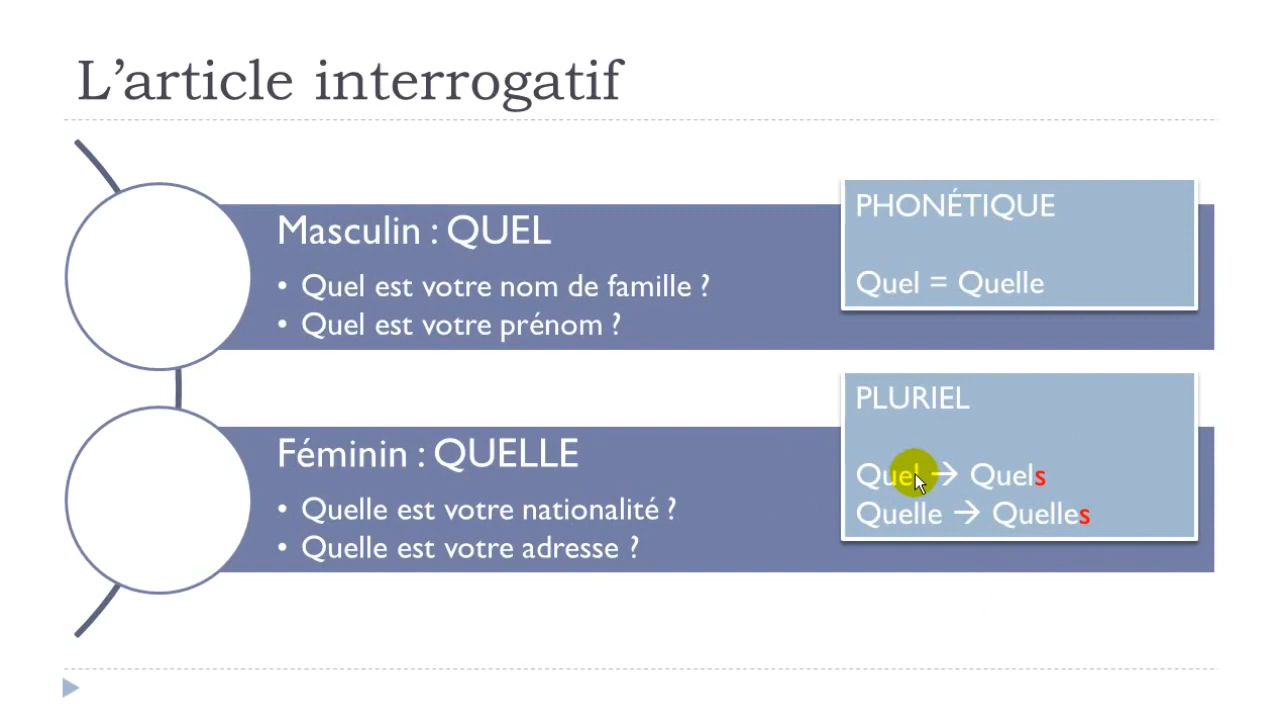 L’article interrogatif
Masculin : QUEL
• Quel est votre nom de famille ?
• Quel est votre prénom ?
PHONÉTIQUE
Quel = Quelle
Féminin : QUELLE
• Quelle est votre nationalité ?
• Quelle est votre adresse ?
PLURIEL
Quel → Quels
Quelle → Quelles